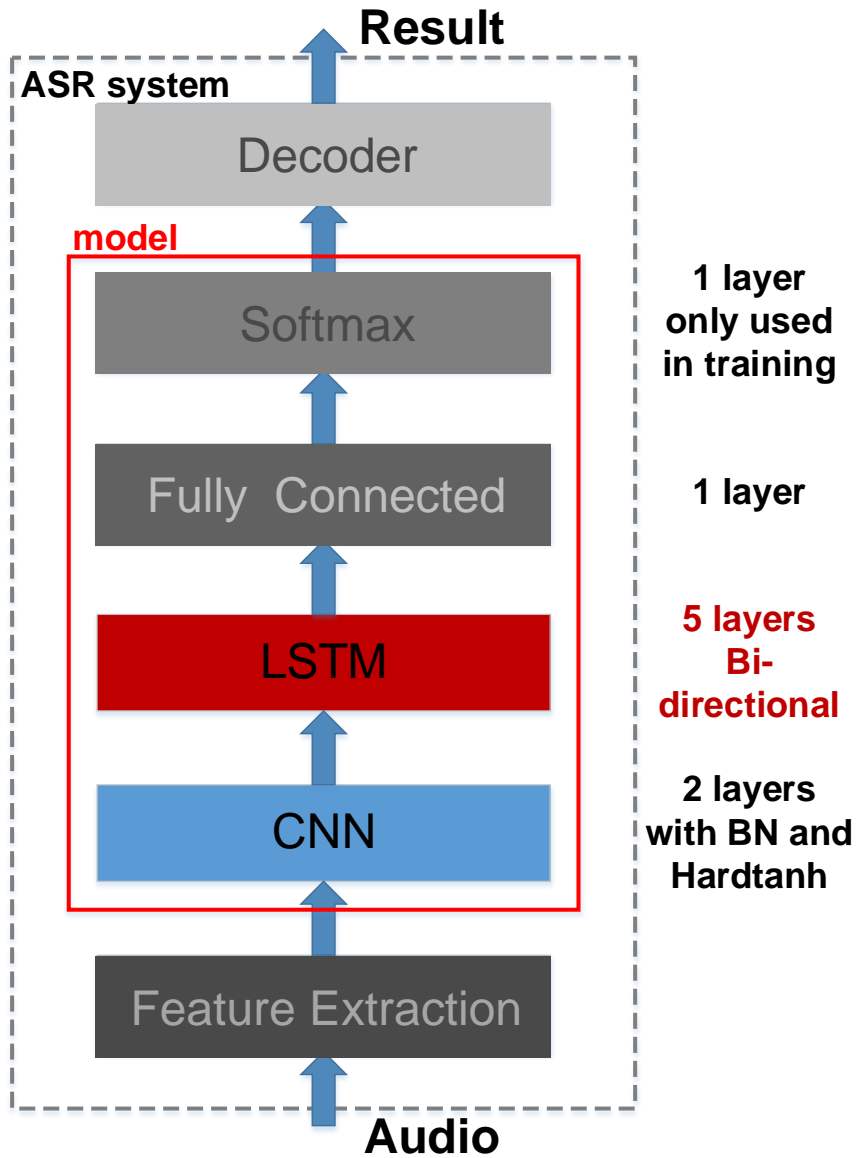 Result
ASR system
Decoder
model
Softmax
1 layer
only used
in training
Fully Connected
1 layer
LSTM
5 layers
Bi-
directional
CNN
2 layers
with BN and
Hardtanh
Feature Extraction
Audio